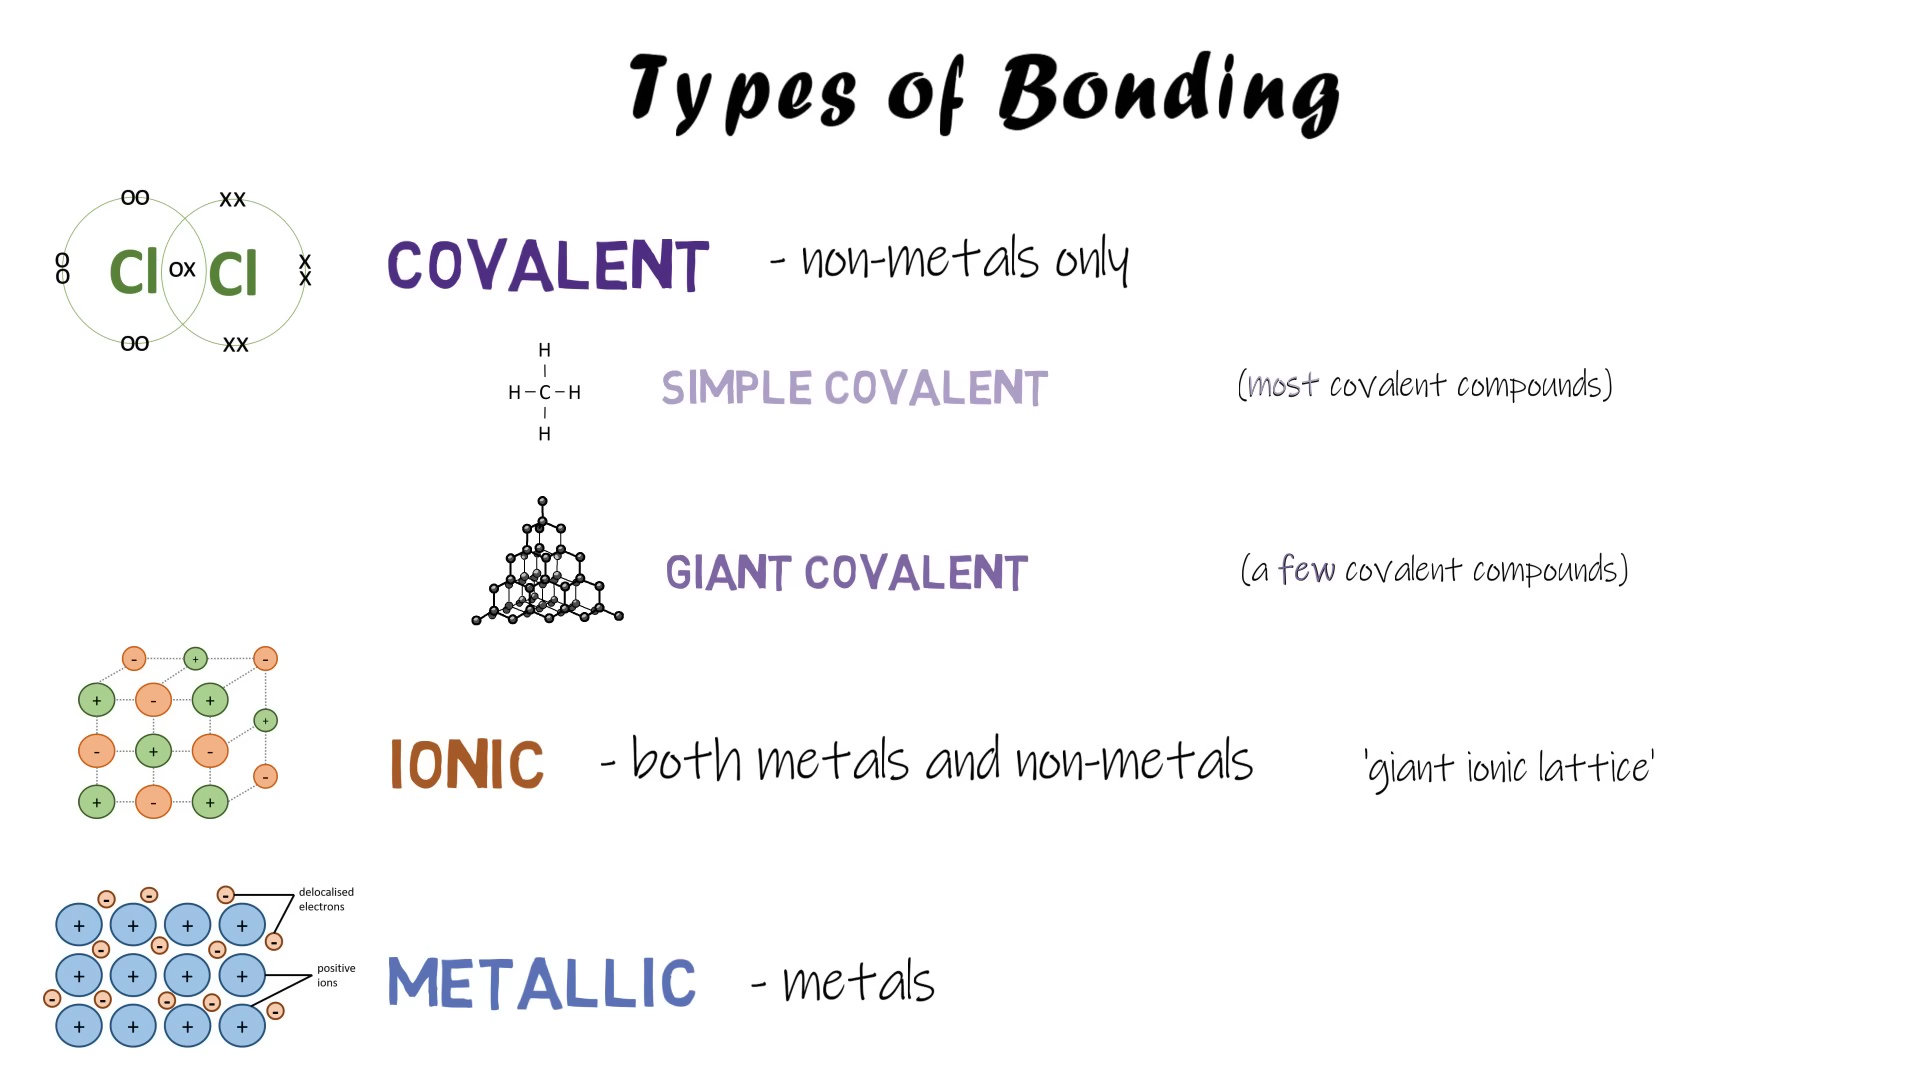 Types of Bonding
OO XX
O O Cl OX Cl X X
OO XX
COVALENT - non-metals only
H
H C H
H
SIMPLE COVALENT (most covalent compounds)
GIANT COVALENT (a few covalent compounds)
- + -
+ - +
+
- + -
-
+ - +
IONIC - both metals and non-metals 'giant ionic lattice'
- - -
delocalised
electrons
+ + + +
-
- - -
+ + + +
positive
ions
- - - -
-
+ + + +
METALLIC - metals